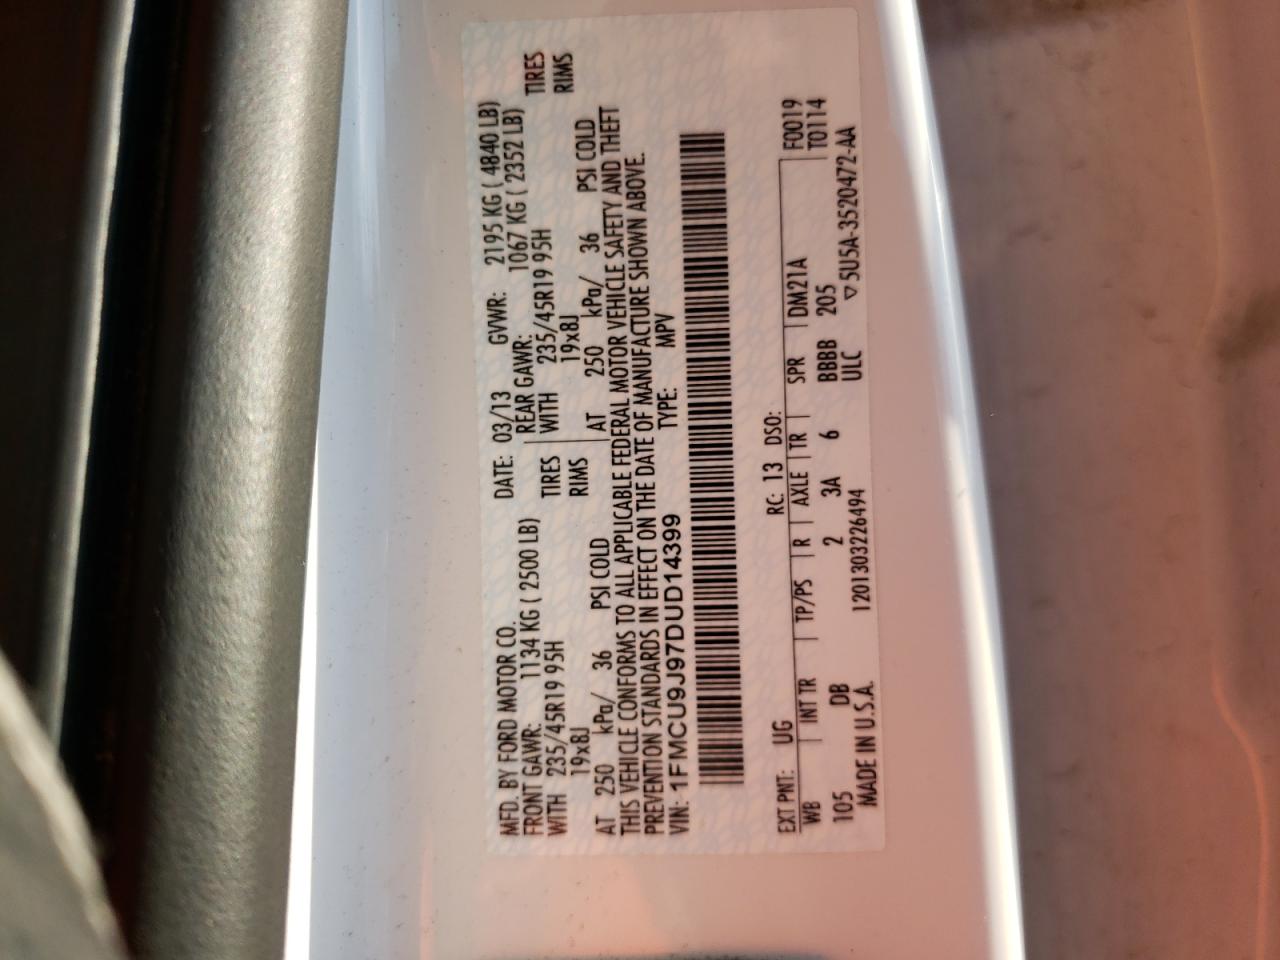 MFD. BY FORD MOTOR CO. DATE: 03/13 GVWR: 2195 KG ( 4840 LB)
FRONT GAWR: 1134 KG ( 2500 LB) REAR GAWR: 1067 KG ( 2352 LB)
WITH 235/45R19 95H TIRES WITH 235/45R19 95H TIRES
19x8J RIMS 19x8J RIMS
AT 250 kPa/ 36 PSI COLD AT 250 kPa/ 36 PSI COLD
THIS VEHICLE CONFORMS TO ALL APPLICABLE FEDERAL MOTOR VEHICLE SAFETY AND THEFT
PREVENTION STANDARDS IN EFFECT ON THE DATE OF MANUFACTURE SHOWN ABOVE.
VIN: 1FMCU9J97DUD14399 TYPE: MPV
EXT PNT: UG RC: 13 DSO: F0019
WB INT TR TP/PS R AXLE TR SPR DM21A T0114
105 DB 2 3A 6 BBBB 205
MADE IN U.S.A. 1201303226494 ULC ▽5U5A-3520472-AA